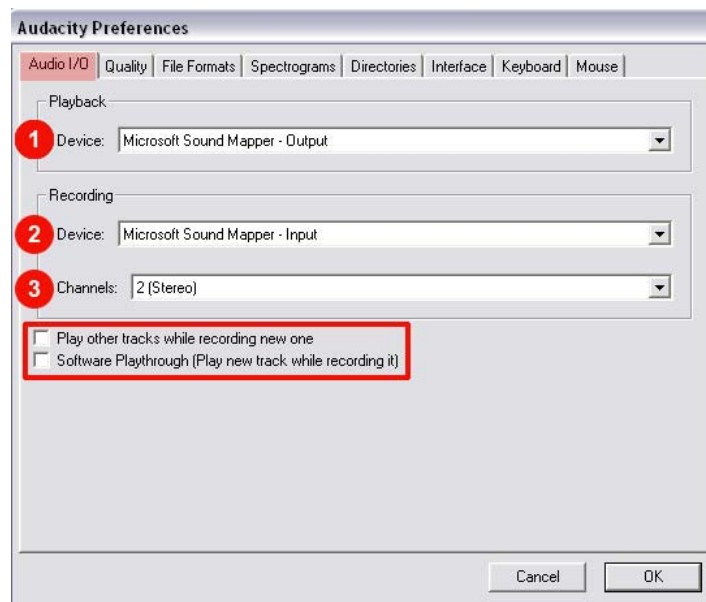 Audacity Preferences
Audio I/O Quality File Formats Spectrograms Directories Interface Keyboard Mouse
Playback
1 Device: Microsoft Sound Mapper - Output
Recording
2 Device: Microsoft Sound Mapper - Input
3 Channels: 2 (Stereo)
Play other tracks while recording new one
Software Playthrough (Play new track while recording it)
Cancel OK